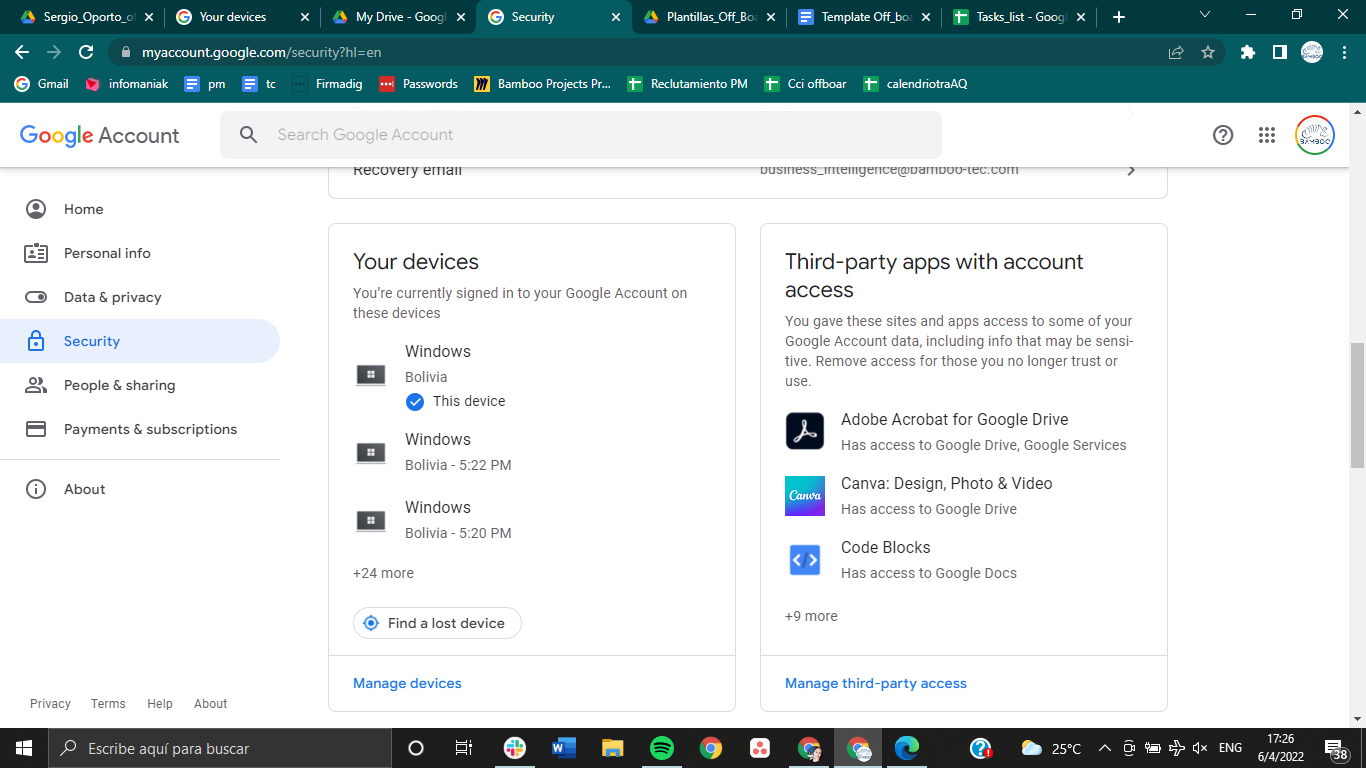 Sergio_Oporto_o
Your devices
My Drive - Goog
Security
Plantillas_Off_Boa
Template Off_boa
Tasks_list - Goog
myaccount.google.com/security?hl=en
Gmail
infomaniak
pm
tc
Firmadig
Passwords
Bamboo Projects Pr...
Reclutamiento PM
Cci offboar
calendriotraAQ
Google Account
Search Google Account
BAMBOO
Recovery email
business_intelligence@bamboo-tec.com
Home
Personal info
Data & privacy
Security
People & sharing
Payments & subscriptions
About
Your devices
You're currently signed in to your Google Account on
these devices
Windows
Bolivia
This device
Windows
Bolivia - 5:22 PM
Windows
Bolivia - 5:20 PM
+24 more
Find a lost device
Manage devices
Third-party apps with account
access
You gave these sites and apps access to some of your
Google Account data, including info that may be sensi-
tive. Remove access for those you no longer trust or
use.
Adobe Acrobat for Google Drive
Has access to Google Drive, Google Services
Canva
Canva: Design, Photo & Video
Has access to Google Drive
Code Blocks
Has access to Google Docs
+9 more
Manage third-party access
Privacy Terms Help About
Escribe aquí para buscar
25°C
ENG
17:26
6/4/2022
38